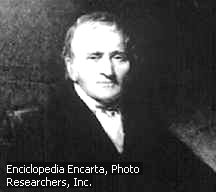 Enciclopedia Encarta, Photo
Researchers, Inc.